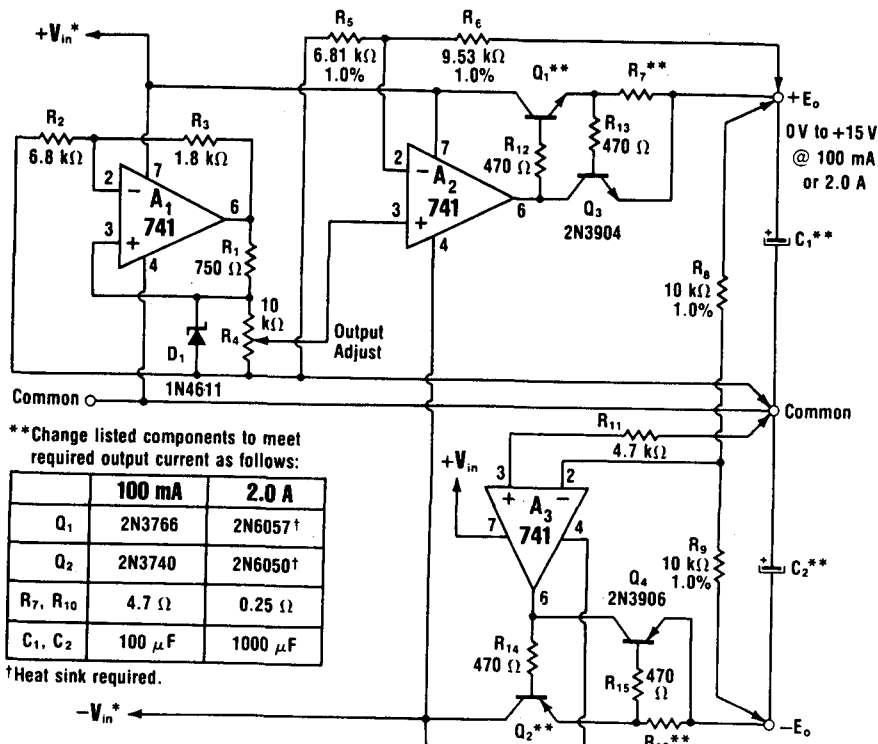 +Vin*
R5
6.81 kΩ
1.0%
R6
9.53 kΩ
1.0%
Q1**
R7**
+Eo
0 V to +15 V
@ 100 mA
or 2.0 A
R2
6.8 kΩ
R3
1.8 kΩ
R12
470 Ω
R13
470 Ω
7
2
−
A1
741
6
3
+
4
7
2
−
A2
741
6
3
+
4
Q3
2N3904
R1
750 Ω
C1**
+
R8
10 kΩ
1.0%
10
kΩ
R4
Output
Adjust
D1
1N4611
Common
Common
**Change listed components to meet
required output current as follows:
100 mA 2.0 A
Q1 2N3766 2N6057†
Q2 2N3740 2N6050†
R7, R10 4.7 Ω 0.25 Ω
C1, C2 100 μF 1000 μF
†Heat sink required.
R11
4.7 kΩ
+Vin
3
2
+
−
A3
741
7
4
6
R9
10 kΩ
1.0%
+
C2**
Q4
2N3906
R14
470 Ω
R15
470
Ω
−Vin*
Q2**
−Eo